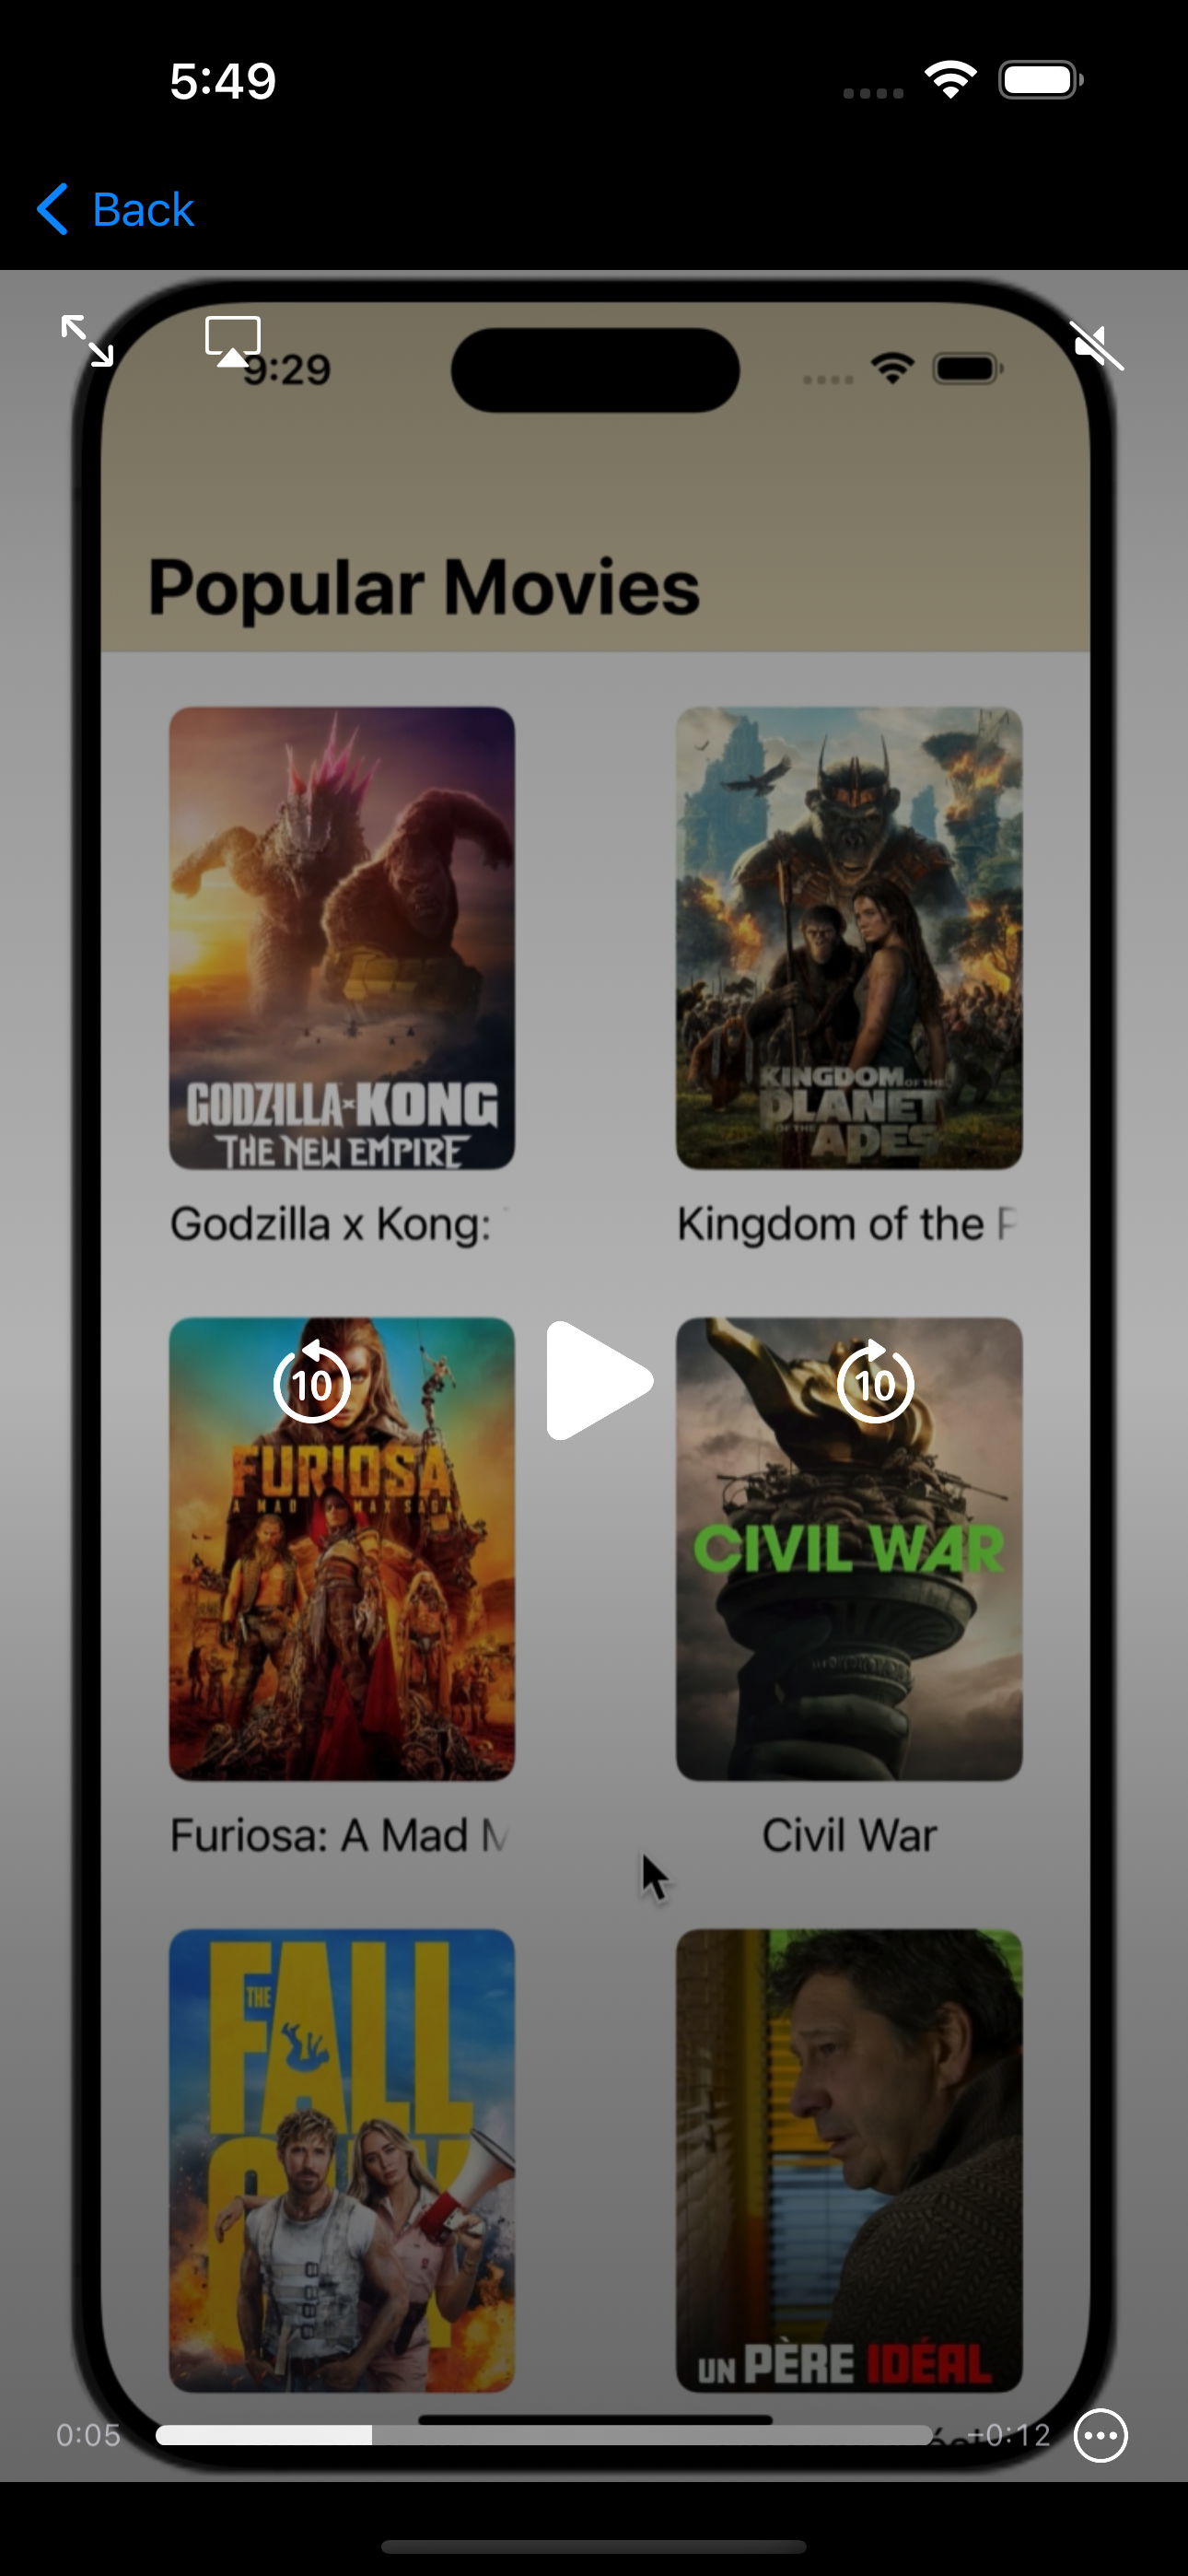 5:49
Back
9:29
Popular Movies
GODZILLA x KONG
THE NEW EMPIRE
KINGDOM OF THE
PLANET
OF THE
APES
Godzilla x Kong:
Kingdom of the P
10
10
FURIOSA
A MAD MAX SAGA
CIVIL WAR
Furiosa: A Mad M
Civil War
THE
FALL
GUY
UN PÈRE IDÉAL
0:05
-0:12